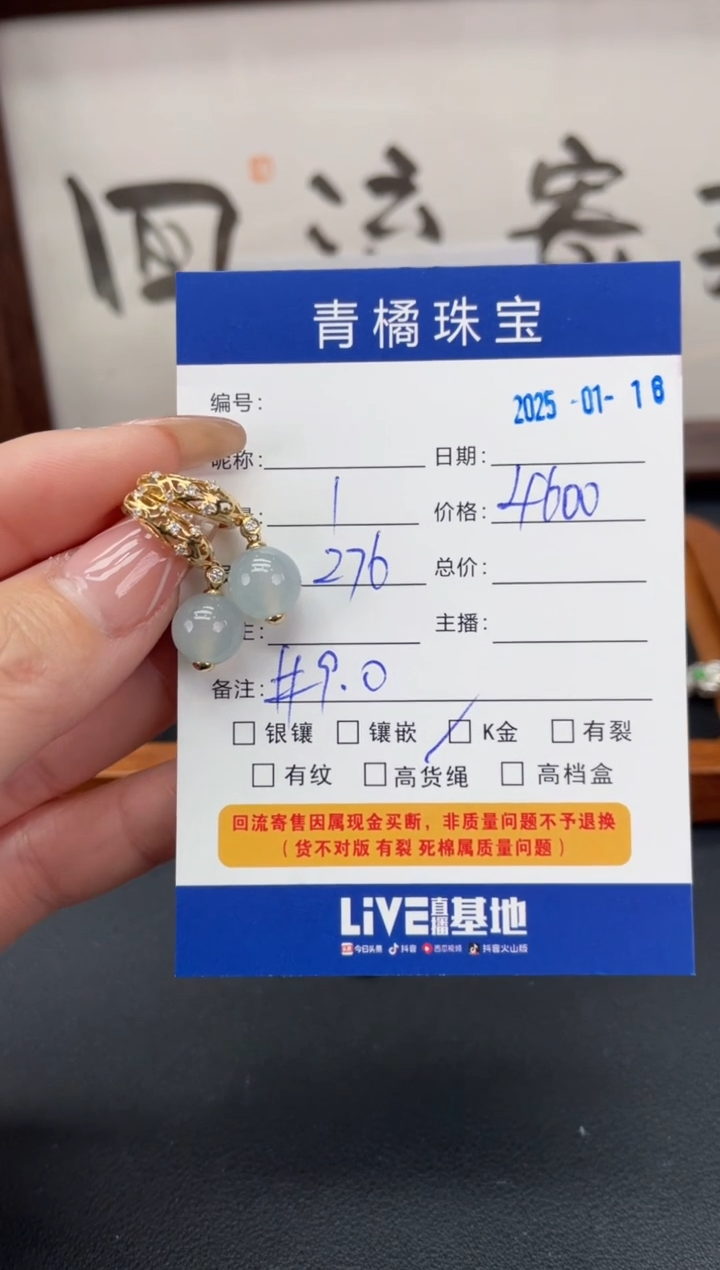 回流寄
青橘珠宝
编号:
2025-01-16
昵称: 日期:
1 价格: 4600
276 总价:
主: 主播:
备注: #9.0
银镶 镶嵌 K金 有裂
有纹 高货绳 高档盒
回流寄售因属现金买断，非质量问题不予退换
（货不对版 有裂 死棉属质量问题）
LiVE直播基地
今日头条 抖音 西瓜视频 抖音火山版